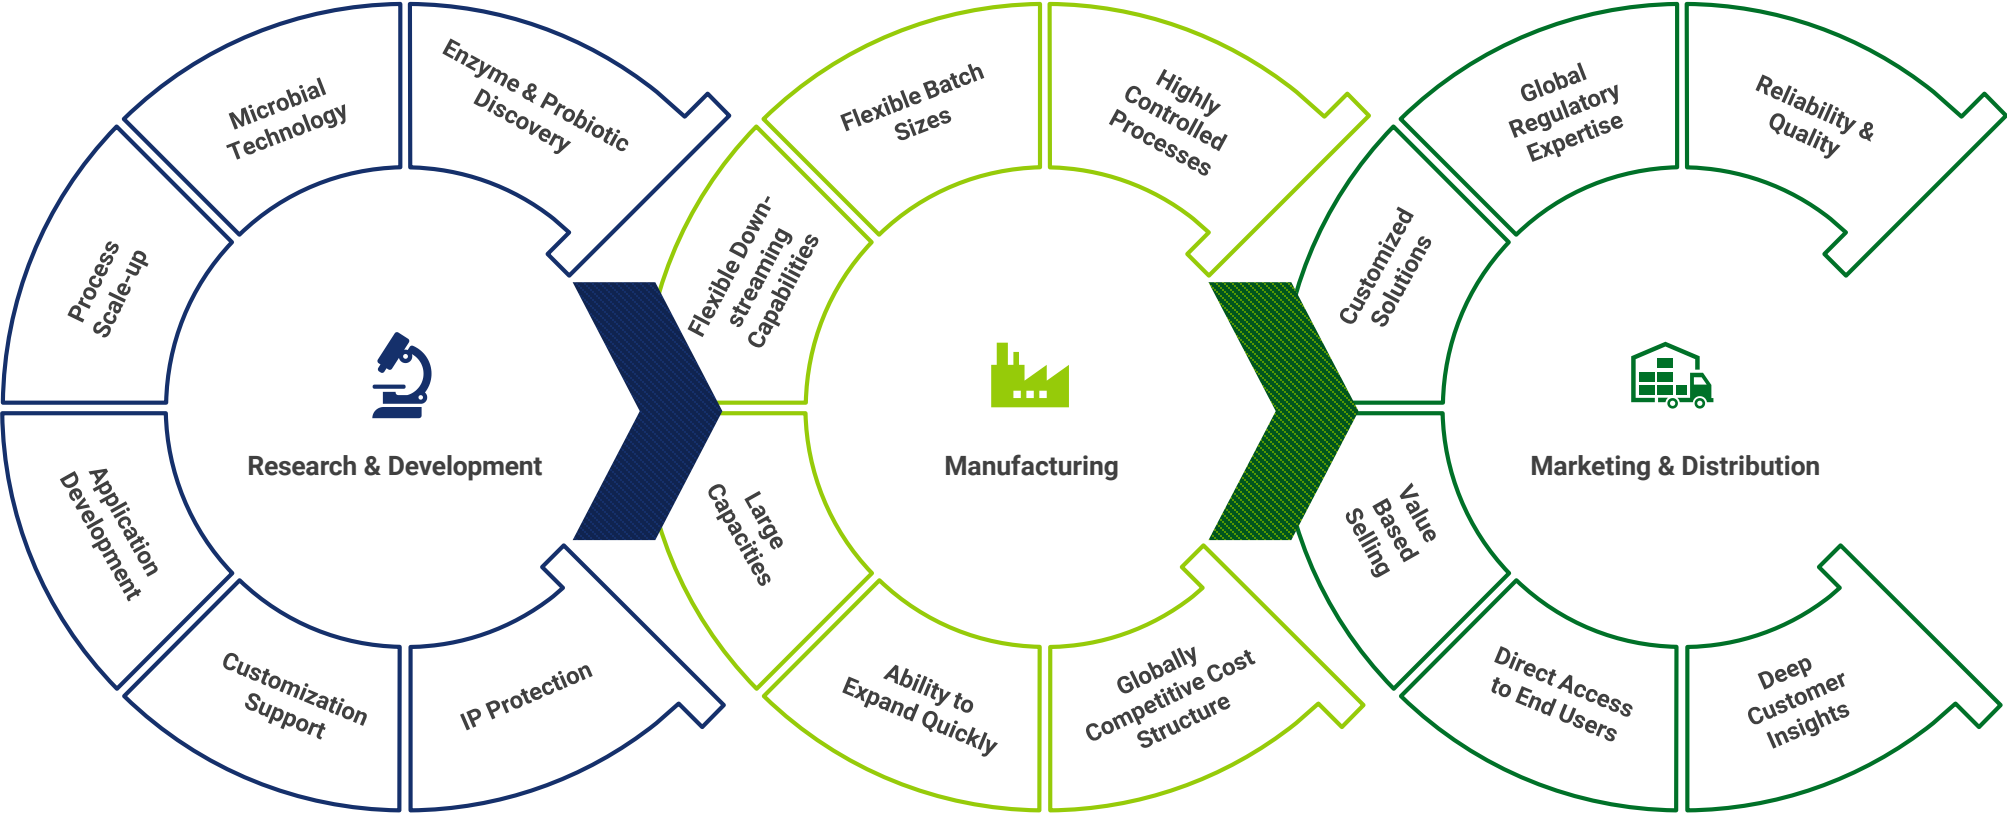 Enzyme & Probiotic
Discovery
Microbial
Technology
Process
Scale-up
Application
Development
Customization
Support
IP Protection
Research & Development
Highly
Controlled
Processes
Flexible Batch
Sizes
Flexible Down-
streaming
Capabilities
Large
Capacities
Ability to
Expand Quickly
Globally
Competitive Cost
Structure
Manufacturing
Reliability &
Quality
Global
Regulatory
Expertise
Customized
Solutions
Value
Based
Selling
Direct Access
to End Users
Deep
Customer
Insights
Marketing & Distribution